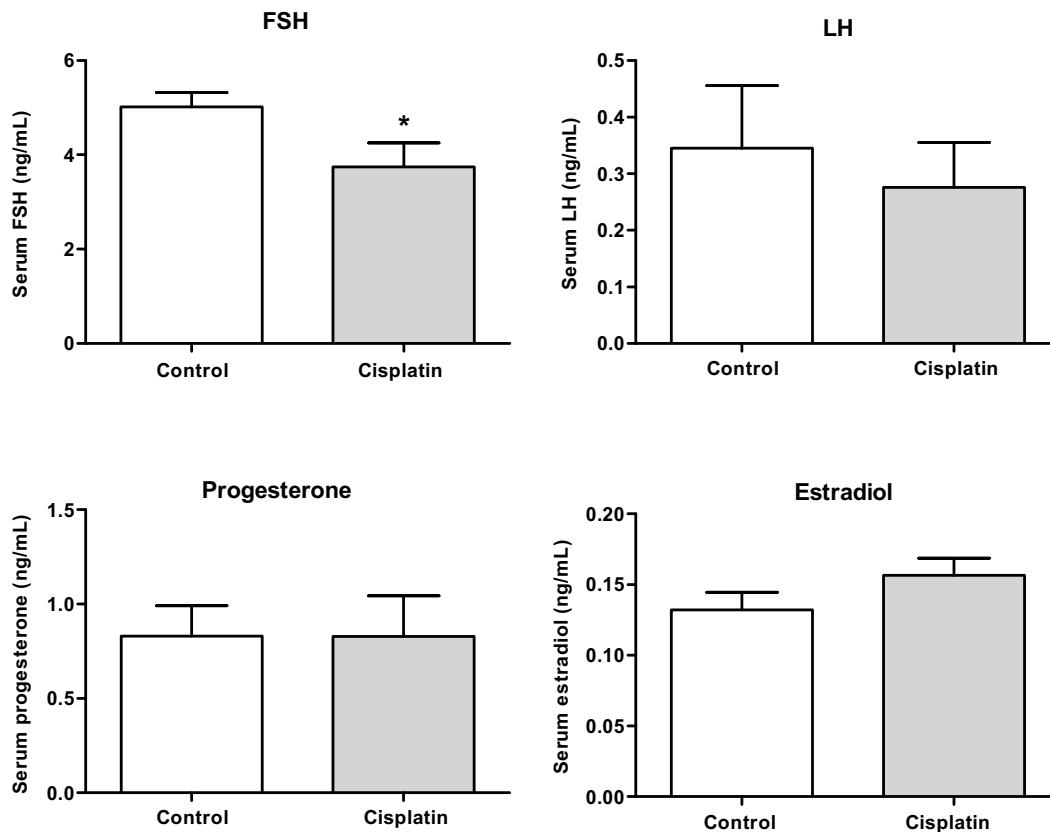 FSH
Serum FSH (ng/mL)
6
4
2
0
*
Control
Cisplatin
LH
Serum LH (ng/mL)
0.5
0.4
0.3
0.2
0.1
0.0
Control
Cisplatin
Progesterone
Serum progesterone (ng/mL)
1.5
1.0
0.5
0.0
Control
Cisplatin
Estradiol
Serum estradiol (ng/mL)
0.20
0.15
0.10
0.05
0.00
Control
Cisplatin